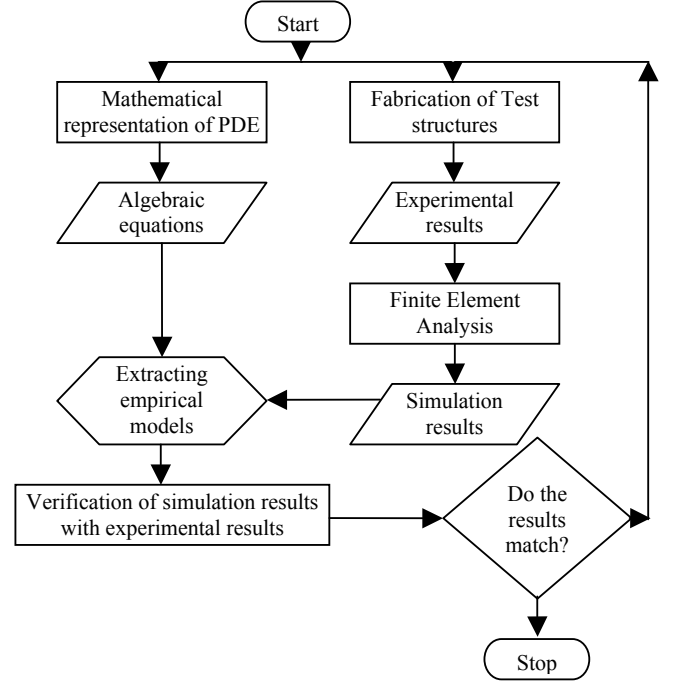 Start
Mathematical
representation of PDE
Fabrication of Test
structures
Algebraic
equations
Experimental
results
Finite Element
Analysis
Extracting
empirical
models
Simulation
results
Verification of simulation results
with experimental results
Do the
results
match?
Stop